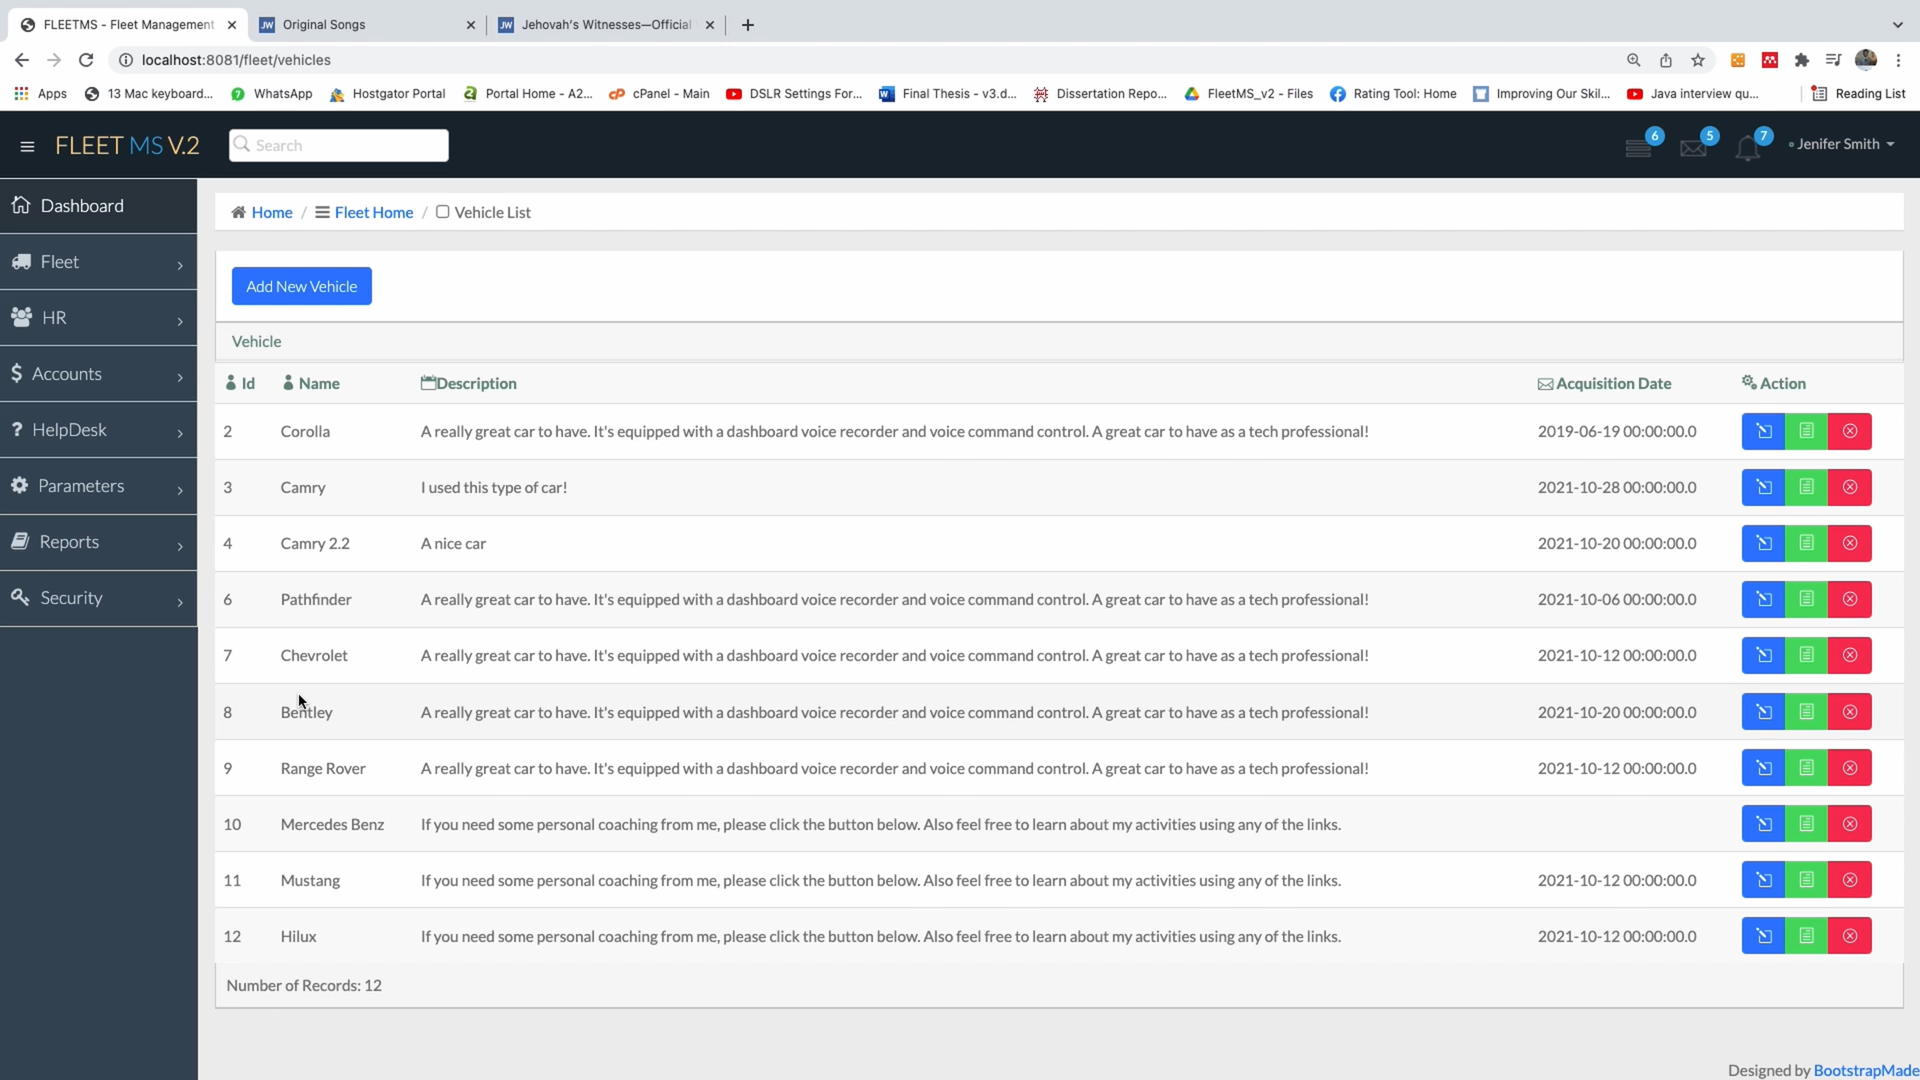 FLEETMS - Fleet Management
Original Songs
Jehovah's Witnesses—Official
localhost:8081/fleet/vehicles
Apps
13 Mac keyboard...
WhatsApp
Hostgator Portal
Portal Home - A2...
cPanel - Main
DSLR Settings For...
Final Thesis - v3.d...
Dissertation Repo...
FleetMS_v2 - Files
Rating Tool: Home
Improving Our Skil...
Java interview qu...
Reading List
FLEET MS V.2
Search
6
5
7
Jenifer Smith
Dashboard
Fleet
HR
Accounts
HelpDesk
Parameters
Reports
Security
Home / Fleet Home / Vehicle List
Add New Vehicle
Vehicle
Id Name Description Acquisition Date Action
2 Corolla A really great car to have. It's equipped with a dashboard voice recorder and voice command control. A great car to have as a tech professional! 2019-06-19 00:00:00.0
3 Camry I used this type of car! 2021-10-28 00:00:00.0
4 Camry 2.2 A nice car 2021-10-20 00:00:00.0
6 Pathfinder A really great car to have. It's equipped with a dashboard voice recorder and voice command control. A great car to have as a tech professional! 2021-10-06 00:00:00.0
7 Chevrolet A really great car to have. It's equipped with a dashboard voice recorder and voice command control. A great car to have as a tech professional! 2021-10-12 00:00:00.0
8 Bentley A really great car to have. It's equipped with a dashboard voice recorder and voice command control. A great car to have as a tech professional! 2021-10-20 00:00:00.0
9 Range Rover A really great car to have. It's equipped with a dashboard voice recorder and voice command control. A great car to have as a tech professional! 2021-10-12 00:00:00.0
10 Mercedes Benz If you need some personal coaching from me, please click the button below. Also feel free to learn about my activities using any of the links.
11 Mustang If you need some personal coaching from me, please click the button below. Also feel free to learn about my activities using any of the links. 2021-10-12 00:00:00.0
12 Hilux If you need some personal coaching from me, please click the button below. Also feel free to learn about my activities using any of the links. 2021-10-12 00:00:00.0
Number of Records: 12
Designed by BootstrapMade